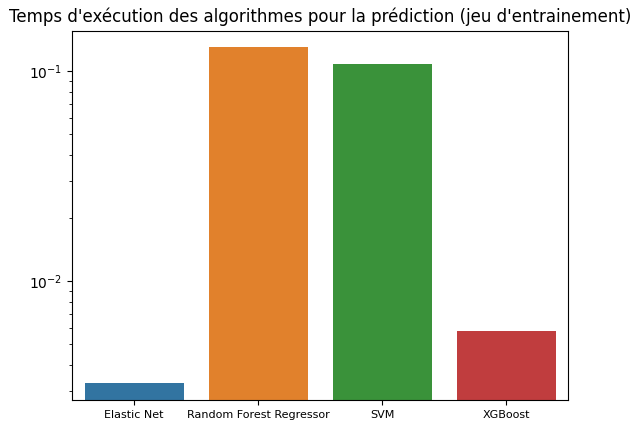 Temps d'exécution des algorithmes pour la prédiction (jeu d'entrainement)
10⁻¹
10⁻²
Elastic Net Random Forest Regressor SVM XGBoost